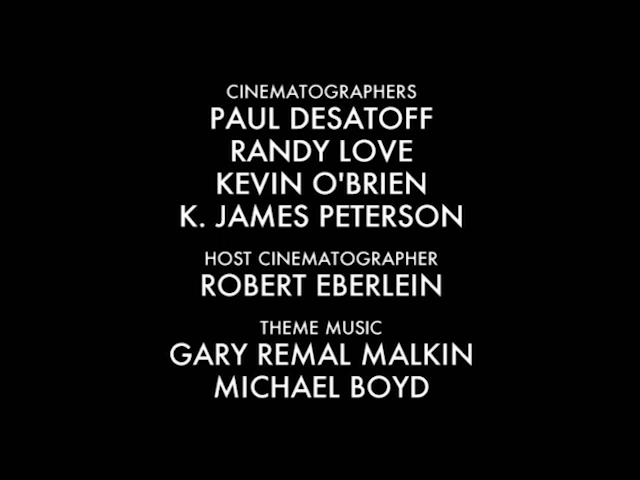 CINEMATOGRAPHERS
PAUL DESATOFF
RANDY LOVE
KEVIN O'BRIEN
K. JAMES PETERSON
HOST CINEMATOGRAPHER
ROBERT EBERLEIN
THEME MUSIC
GARY REMAL MALKIN
MICHAEL BOYD